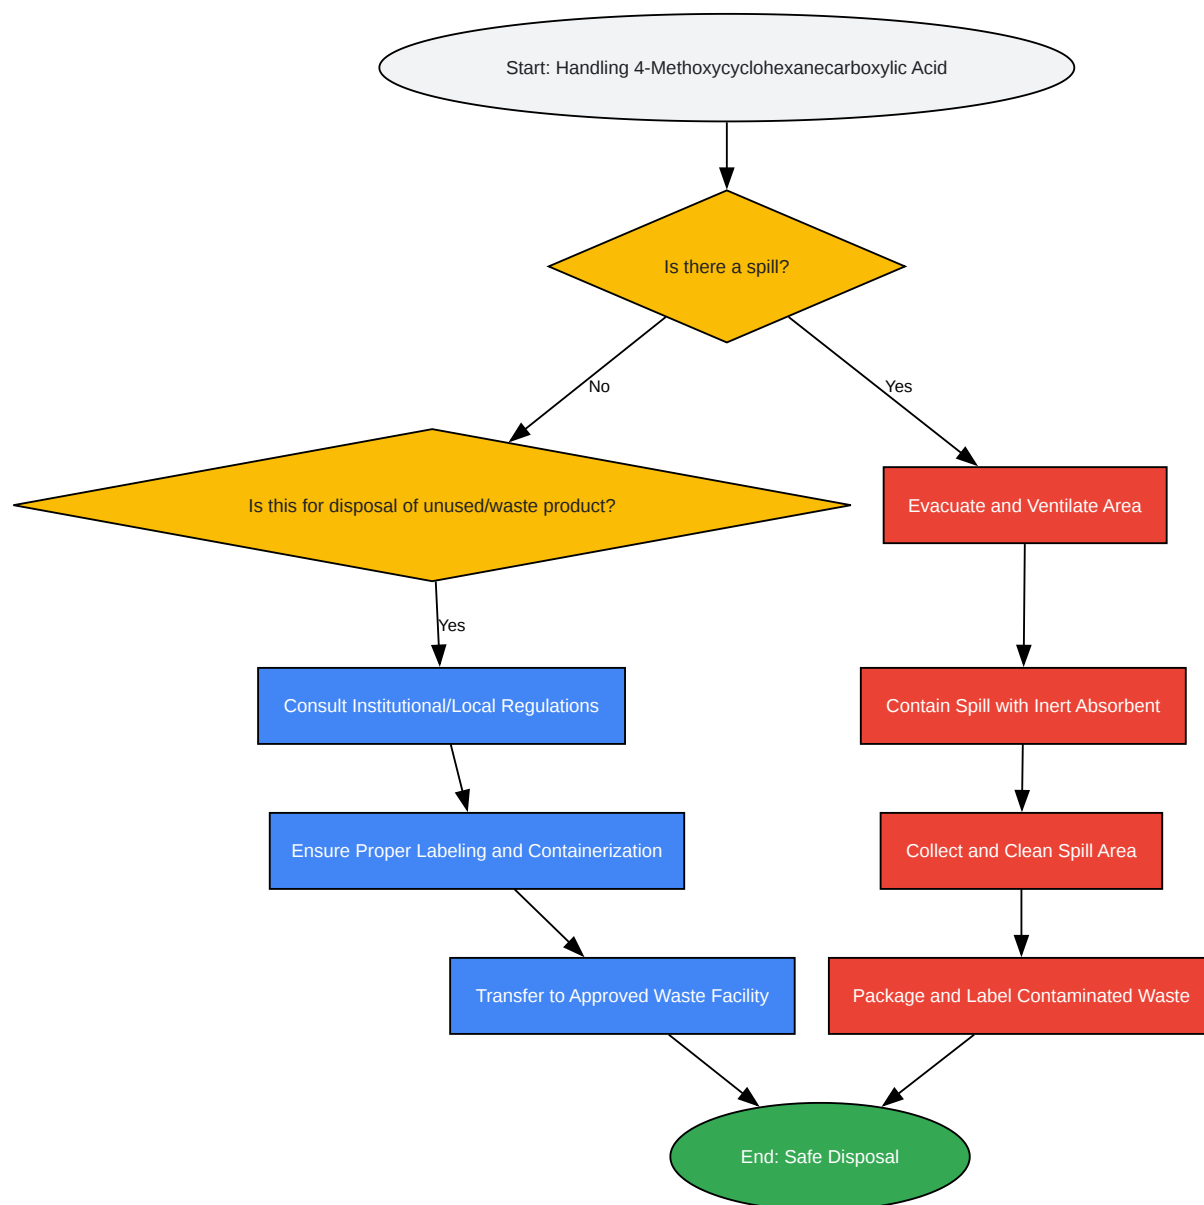 Start: Handling 4-Methoxycyclohexanecarboxylic Acid
Is there a spill?
No
Yes
Is this for disposal of unused/waste product?
Evacuate and Ventilate Area
Yes
Consult Institutional/Local Regulations
Contain Spill with Inert Absorbent
Ensure Proper Labeling and Containerization
Collect and Clean Spill Area
Transfer to Approved Waste Facility
Package and Label Contaminated Waste
End: Safe Disposal